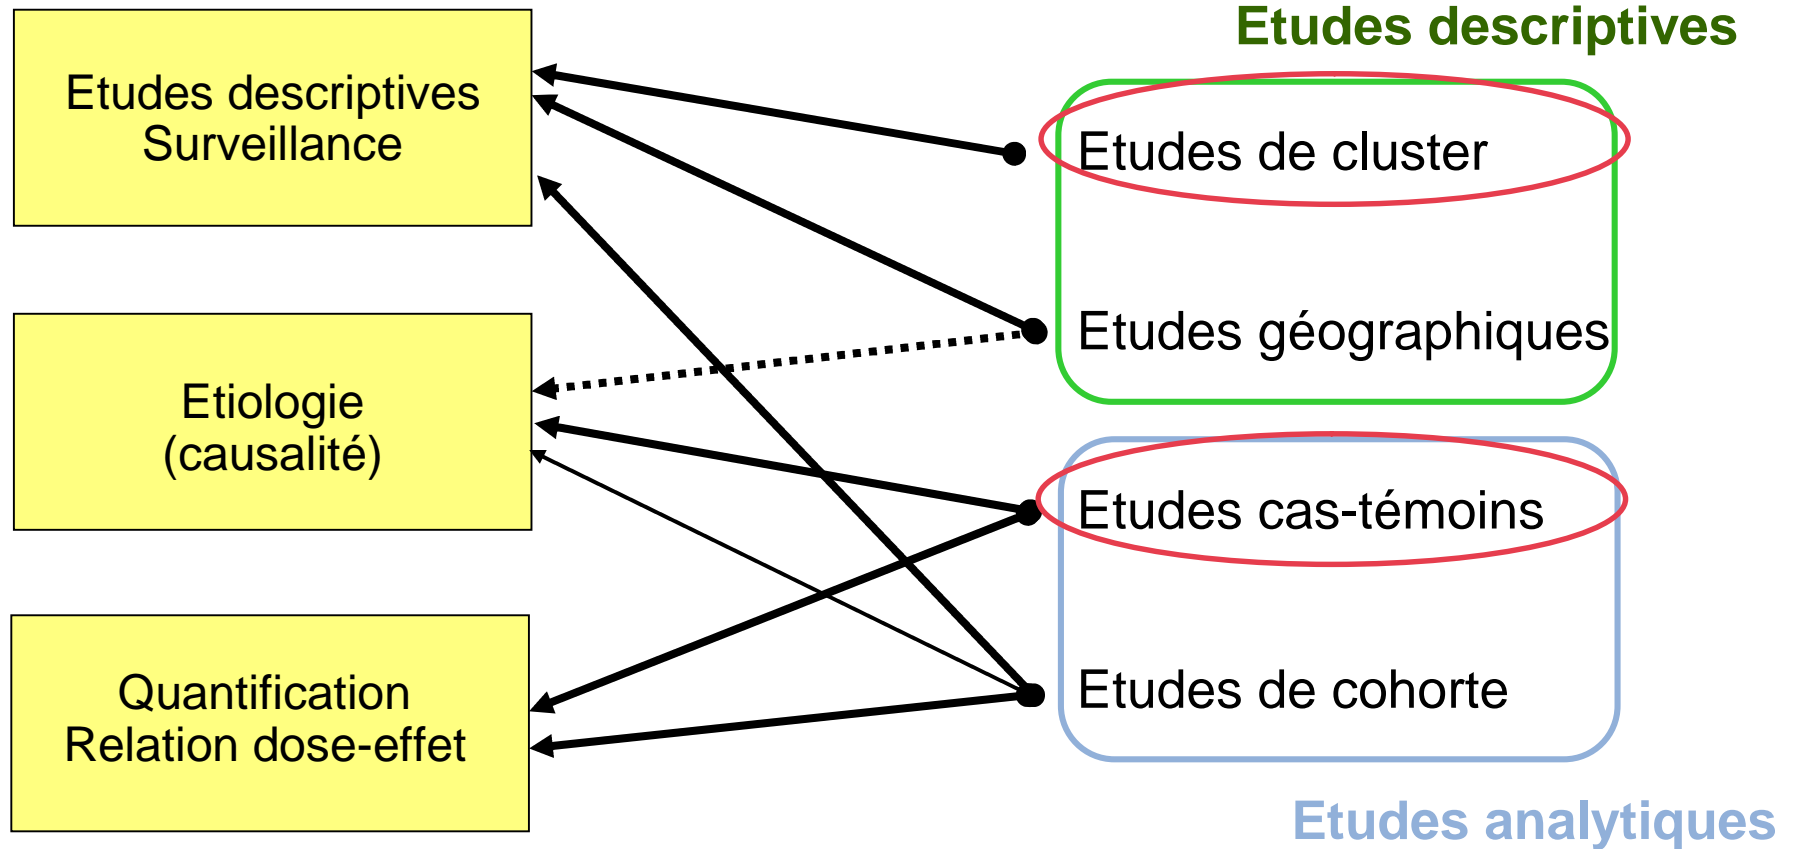 Etudes descriptives
Etudes descriptives
Surveillance
Etudes de cluster
Etudes géographiques
Etiologie
(causalité)
Etudes cas-témoins
Quantification
Relation dose-effet
Etudes de cohorte
Etudes analytiques